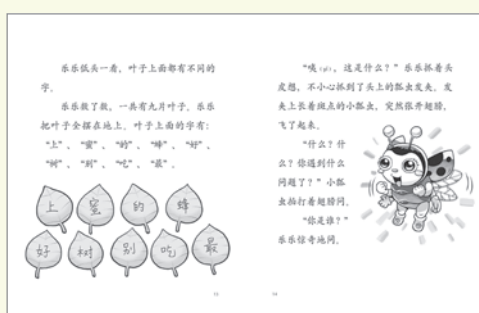 乐乐低头一看，叶子上面都有不同的
字。
乐乐数了数，一共有九片叶子。乐乐
把叶子全摆在地上。叶子上面的字有：
“上”、“蜜”、“的”、“蜂”、“好”、
“树”、“别”、“吃”、“最”。
上 蜜 的 蜂
好 树 别 吃 最
“咦（yí），这是什么？”乐乐抓着头
发想，不小心抓到了头上的瓢虫发夹。发
夹上长着斑点的小瓢虫，突然张开翅膀，
飞了起来。
“什么？什
么？你遇到什么
问题了？”小瓢
虫拍打着翅膀问。
“你是谁？”
乐乐惊奇地问。